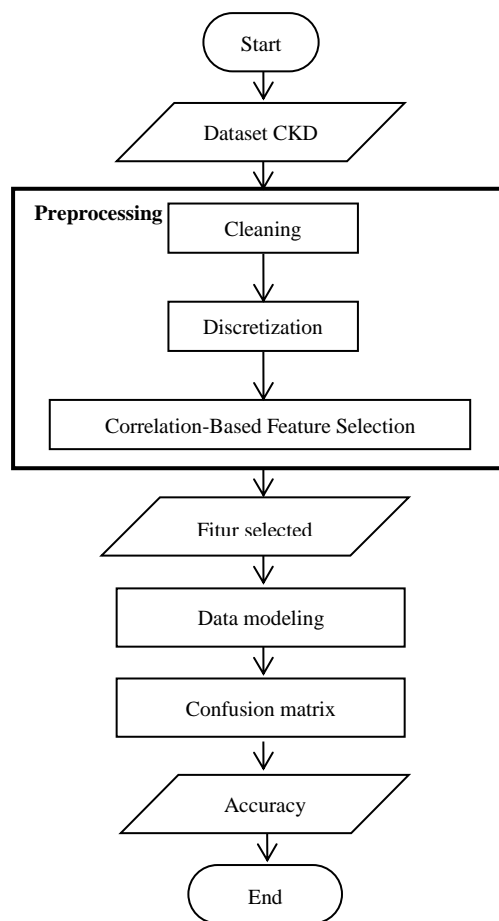 Start
Dataset CKD
Preprocessing
Cleaning
Discretization
Correlation-Based Feature Selection
Fitur selected
Data modeling
Confusion matrix
Accuracy
End